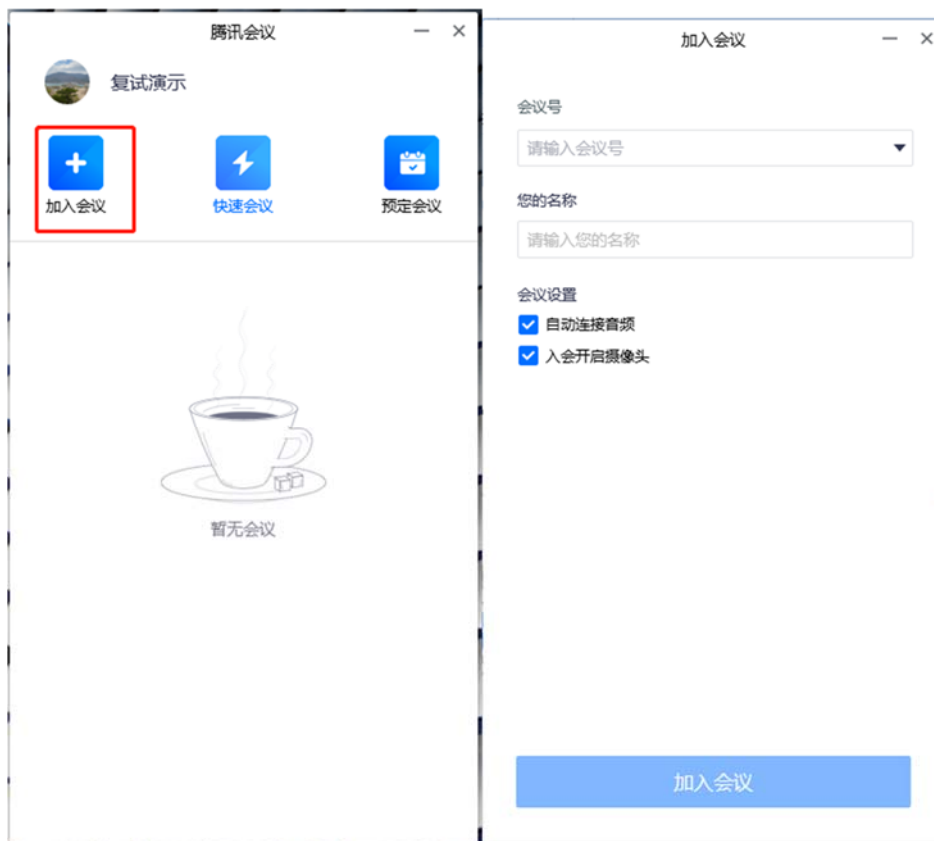 腾讯会议
复试演示
加入会议
快速会议
预定会议
暂无会议
加入会议
会议号
请输入会议号
您的名称
请输入您的名称
会议设置
自动连接音频
入会开启摄像头
加入会议